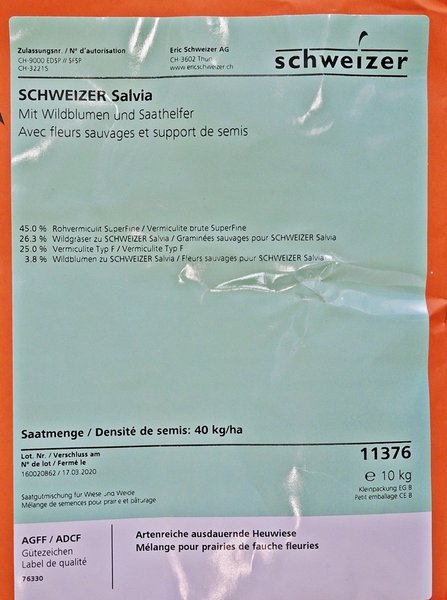 Zulassungsnr. / N° d'autorisation
CH-9000 EDSP // SFSP
CH-32215
Eric Schweizer AG
CH-3602 Thun
www.ericschweizer.ch
schweizer
SCHWEIZER Salvia
Mit Wildblumen und Saathelfer
Avec fleurs sauvages et support de semis
45.0 % Rohvermiculit SuperFine / Vermiculite brute SuperFine
26.3 % Wildgräser zu SCHWEIZER Salvia / Graminées sauvages pour SCHWEIZER Salvia
25.0 % Vermiculite Typ F / Vermiculite Typ F
3.8 % Wildblumen zu SCHWEIZER Salvia / Fleurs sauvages pour SCHWEIZER Salvia
Saatmenge / Densité de semis: 40 kg/ha
Lot. Nr. / Verschluss am
N° de lot / Fermé le
160020862 / 17.03.2020
11376
℮ 10 kg
Kleinpackung EG B
Petit emballage CE B
Saatgutmischung für Wiese und Weide
Mélange de semences pour prairie et pâturage
AGFF / ADCF
Gütezeichen
Label de qualité
76330
Artenreiche ausdauernde Heuwiese
Mélange pour prairies de fauche fleuries